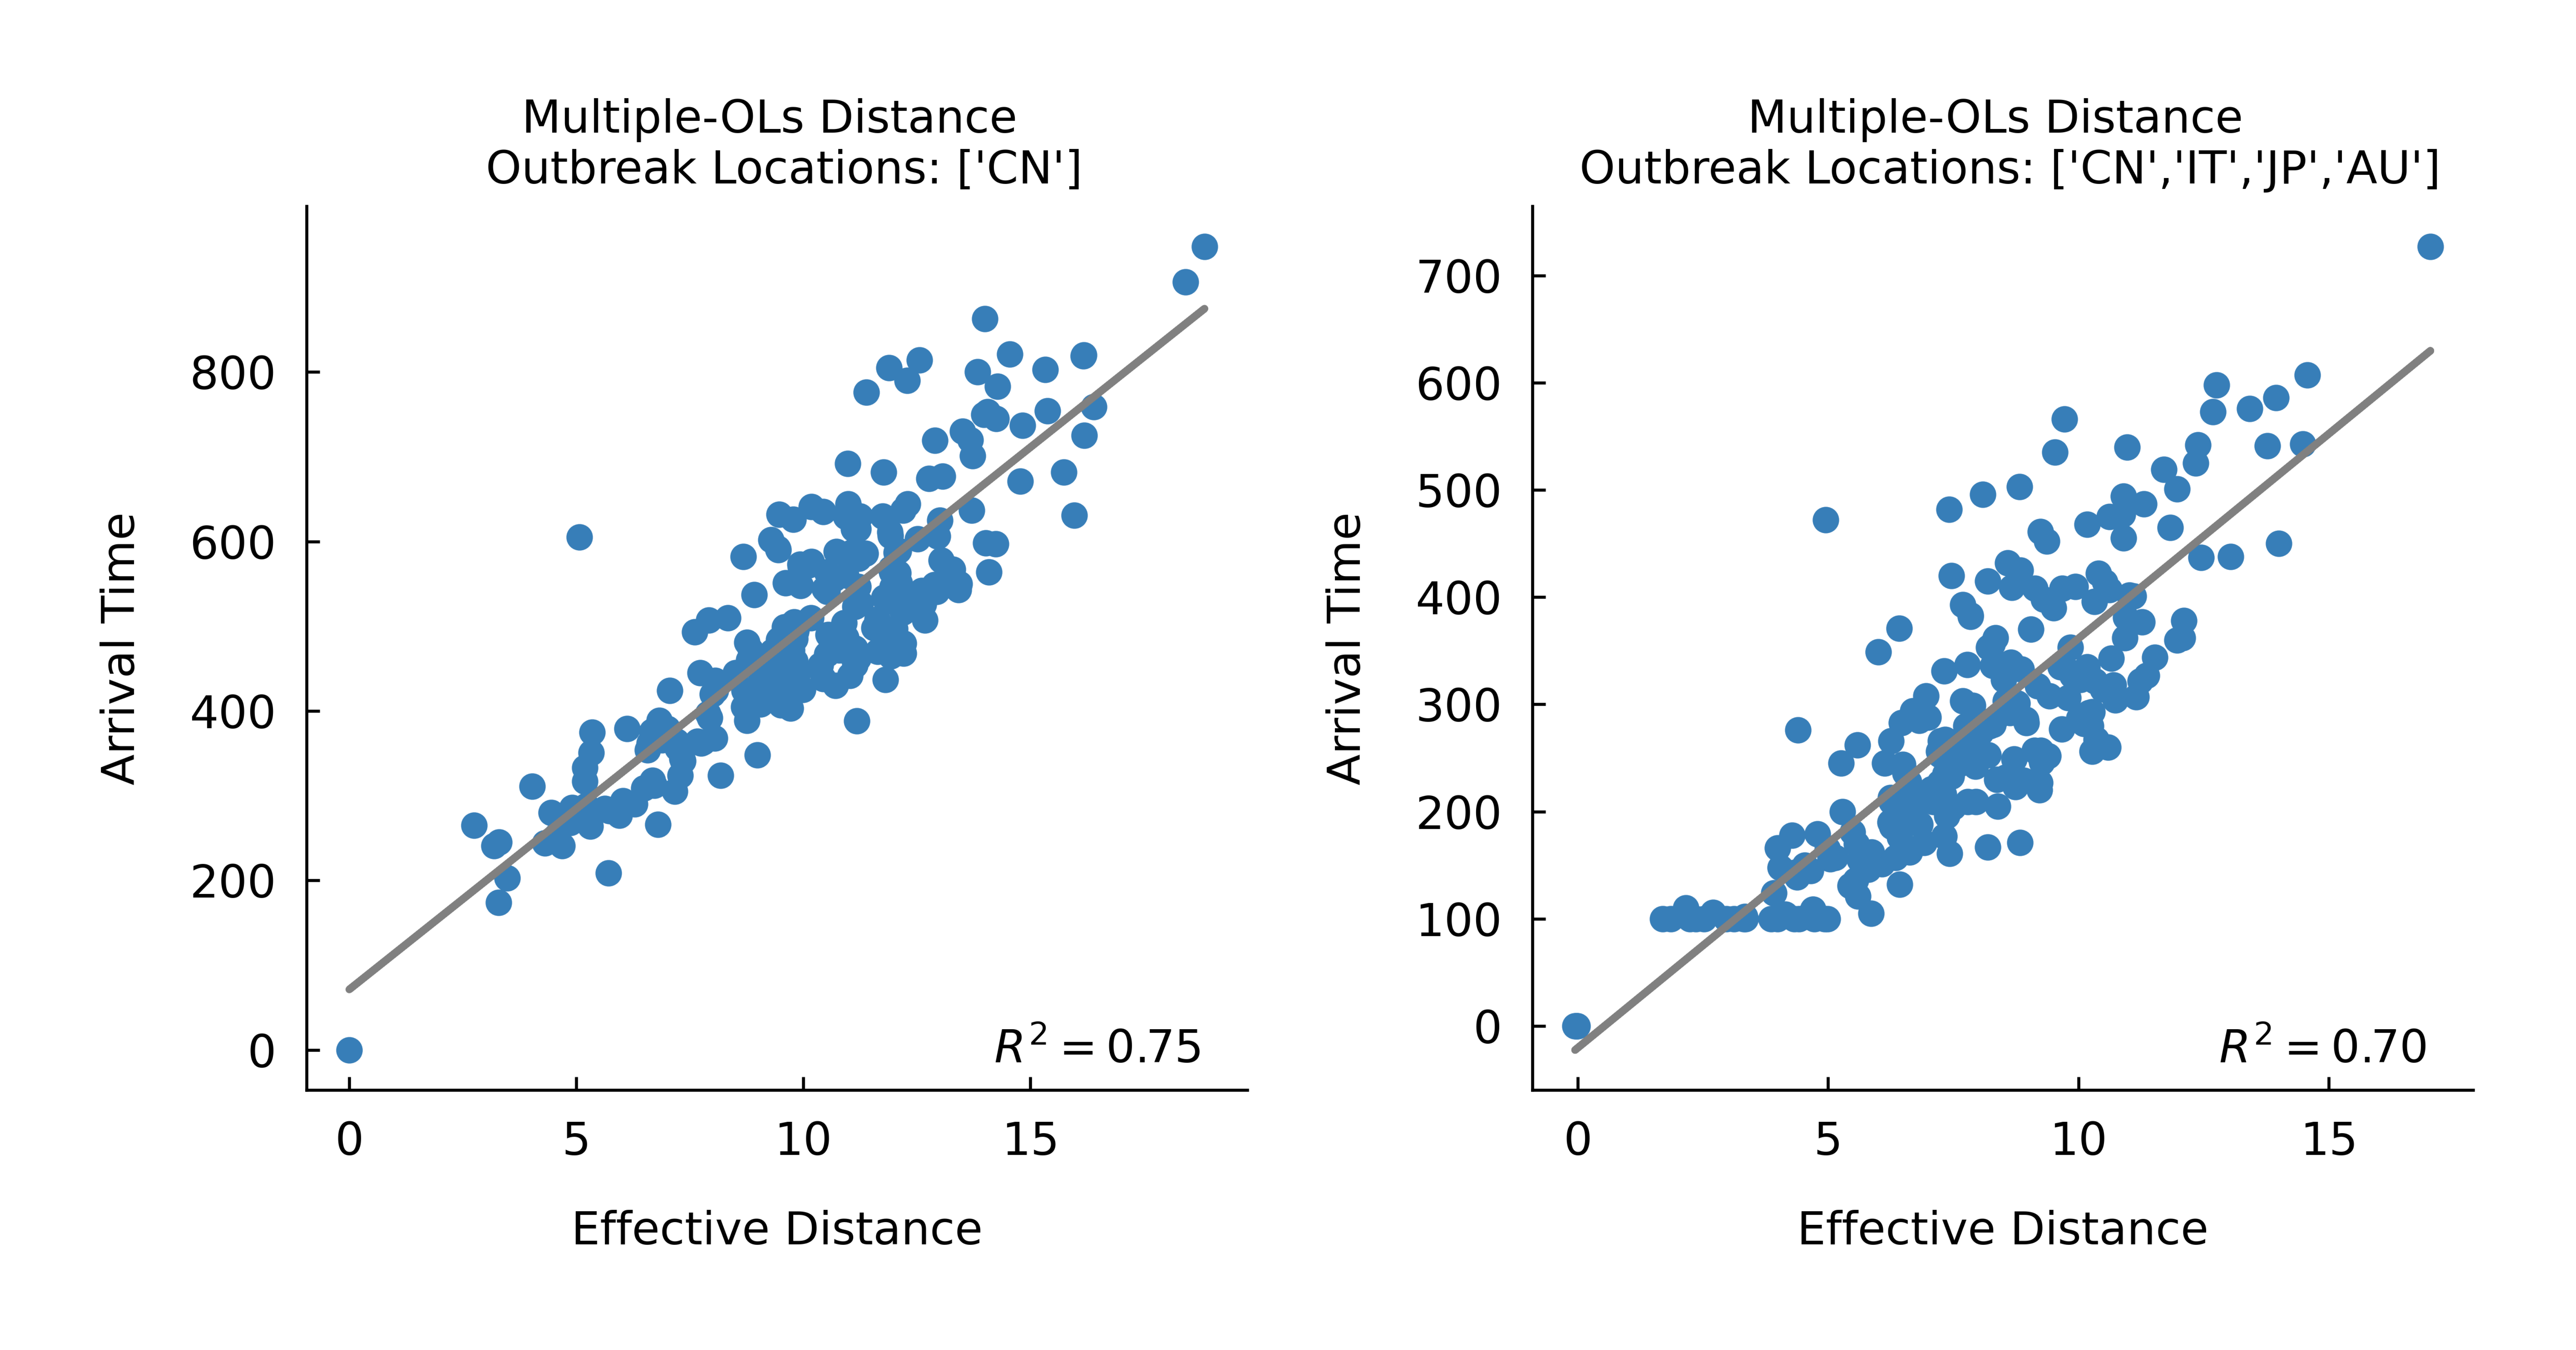 Multiple-OLs Distance
Outbreak Locations: ['CN']
Arrival Time
800
600
400
200
0
0 5 10 15
Effective Distance
R² = 0.75
Multiple-OLs Distance
Outbreak Locations: ['CN','IT','JP','AU']
Arrival Time
700
600
500
400
300
200
100
0
0 5 10 15
Effective Distance
R² = 0.70